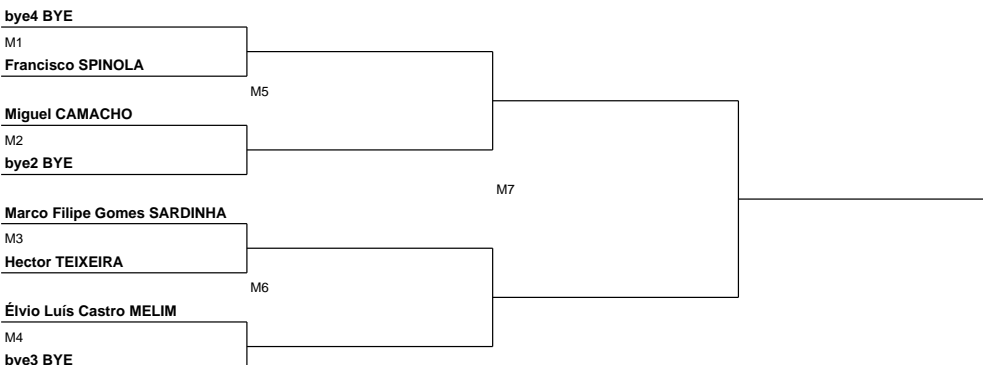 bye4 BYE
M1
Francisco SPINOLA
M5
Miguel CAMACHO
M2
bye2 BYE
M7
Marco Filipe Gomes SARDINHA
M3
Hector TEIXEIRA
M6
Élvio Luís Castro MELIM
M4
bye3 BYE